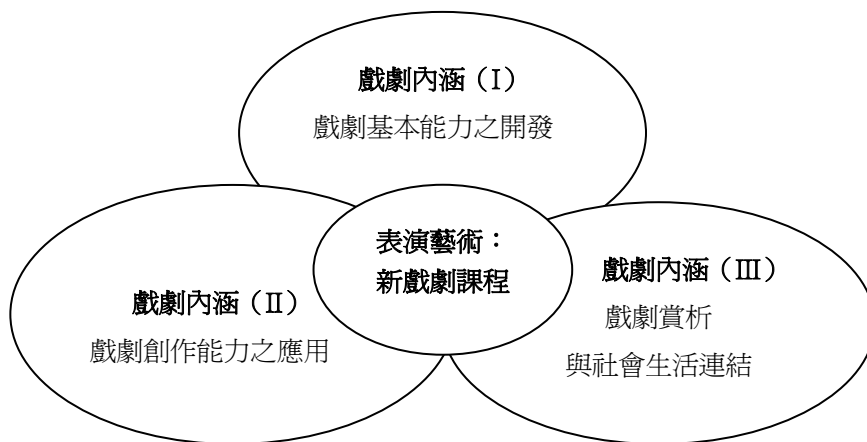 戲劇內涵（I）
戲劇基本能力之開發
表演藝術：
新戲劇課程
戲劇內涵（Ⅱ）
戲劇創作能力之應用
戲劇內涵（Ⅲ）
戲劇賞析
與社會生活連結